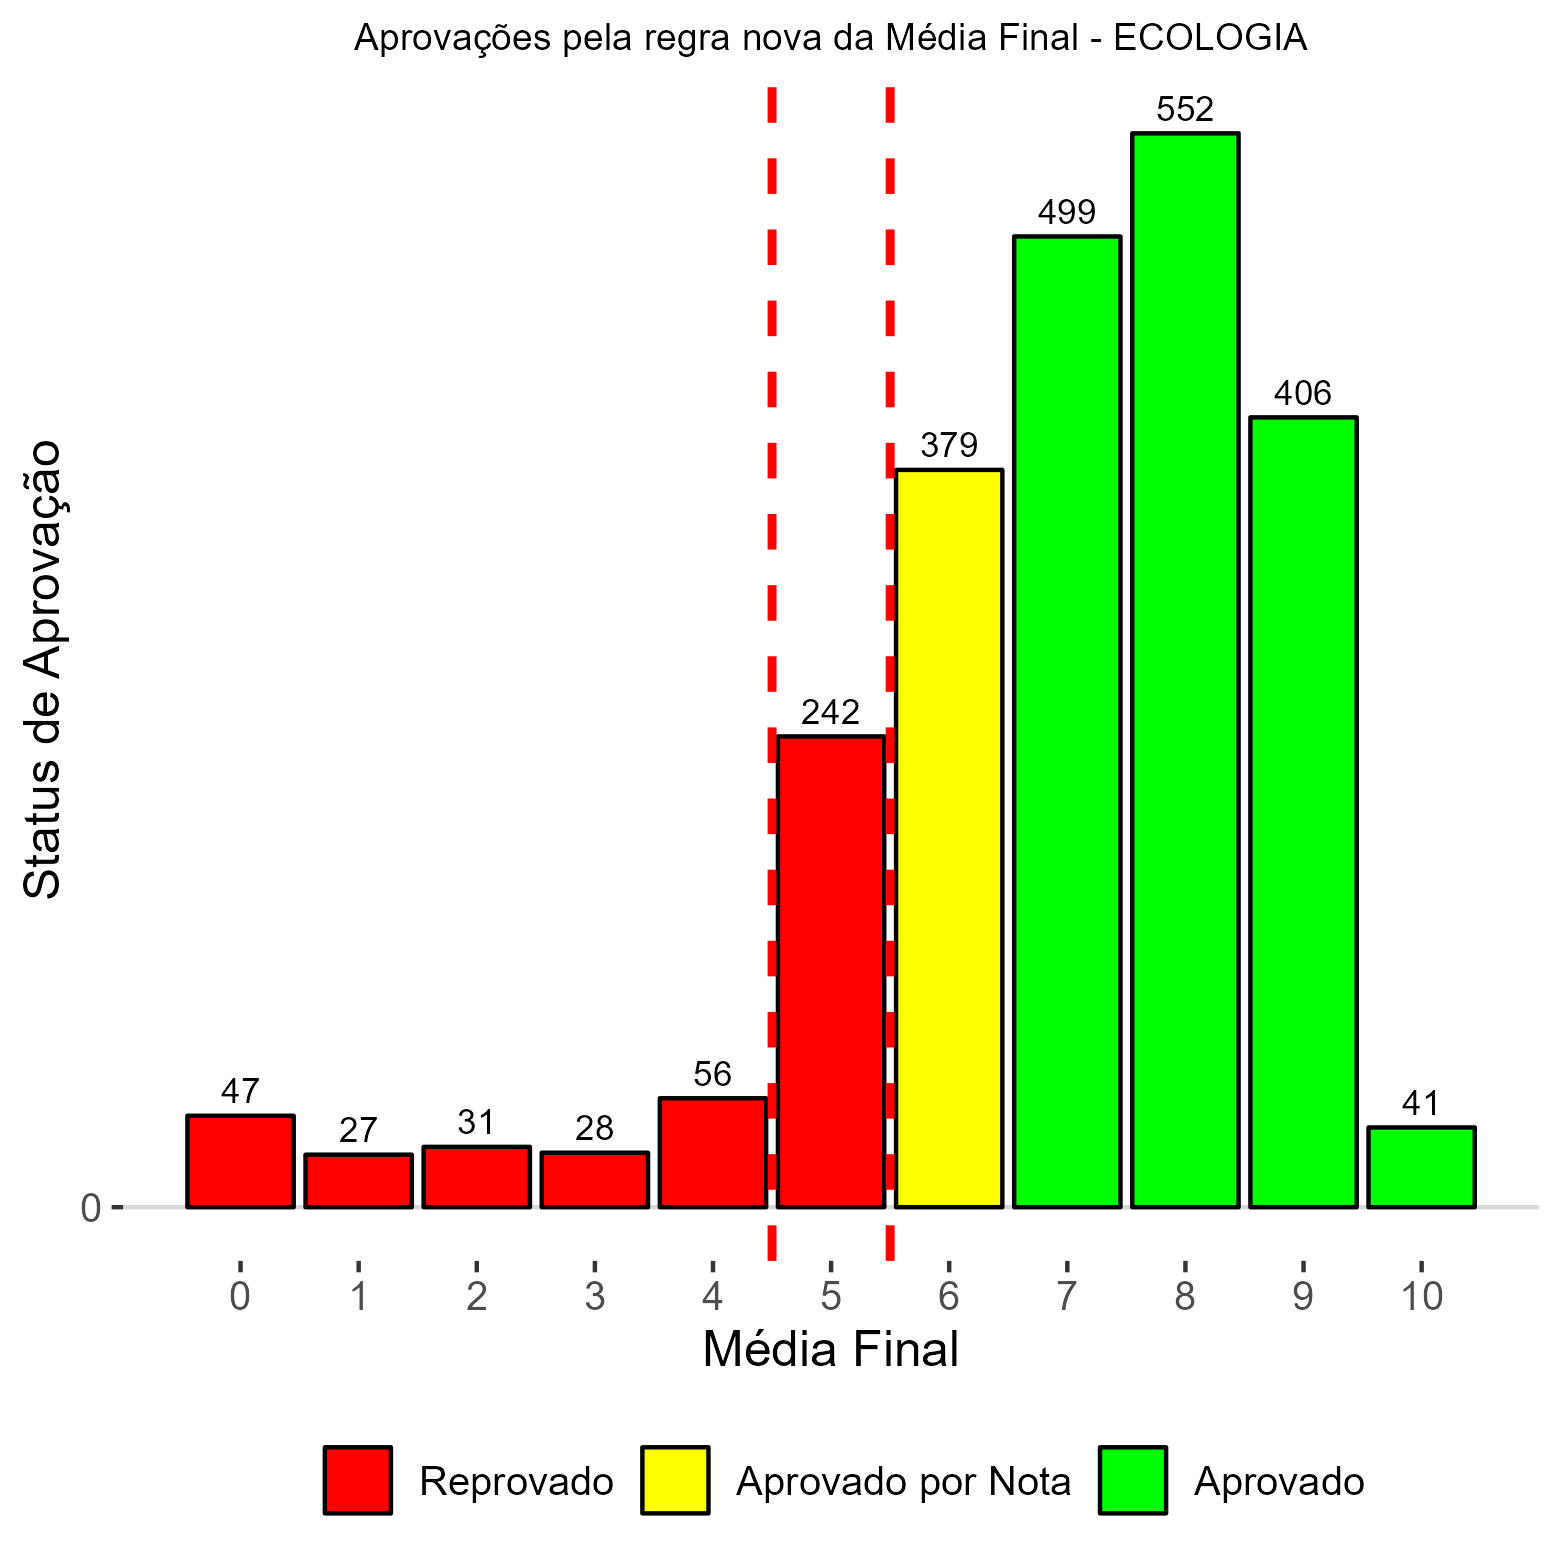 Aprovações pela regra nova da Média Final - ECOLOGIA
552
499
406
379
242
56
47
41
31
28
27
Status de Aprovação
0
0 1 2 3 4 5 6 7 8 9 10
Média Final
Reprovado Aprovado por Nota Aprovado